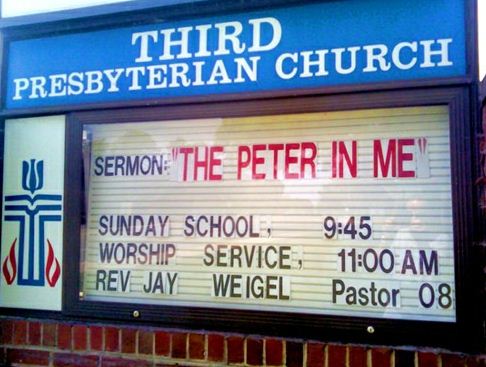 THIRD
PRESBYTERIAN CHURCH
SERMON: "THE PETER IN ME"
SUNDAY SCHOOL, 9:45
WORSHIP SERVICE, 11:00 AM
REV JAY WEIGEL Pastor 08